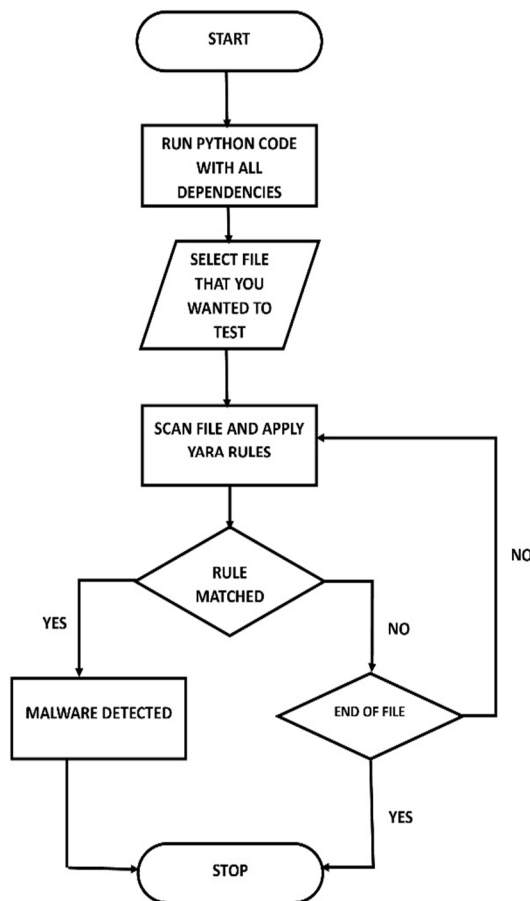 START
RUN PYTHON CODE
WITH ALL
DEPENDENCIES
SELECT FILE
THAT YOU
WANTED TO
TEST
SCAN FILE AND APPLY
YARA RULES
RULE
MATCHED
YES
NO
NO
MALWARE DETECTED
END OF FILE
YES
STOP